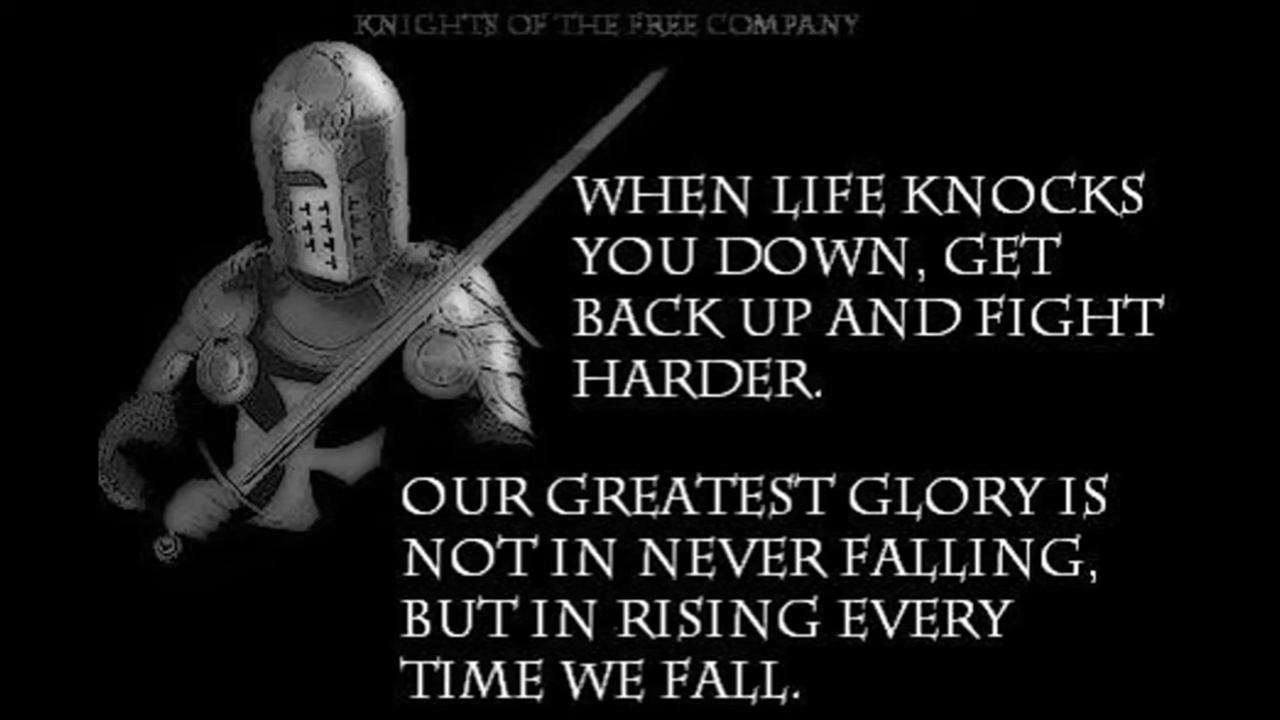 KNIGHTS OF THE FREE COMPANY
WHEN LIFE KNOCKS
YOU DOWN, GET
BACK UP AND FIGHT
HARDER.
OUR GREATEST GLORY IS
NOT IN NEVER FALLING,
BUT IN RISING EVERY
TIME WE FALL.